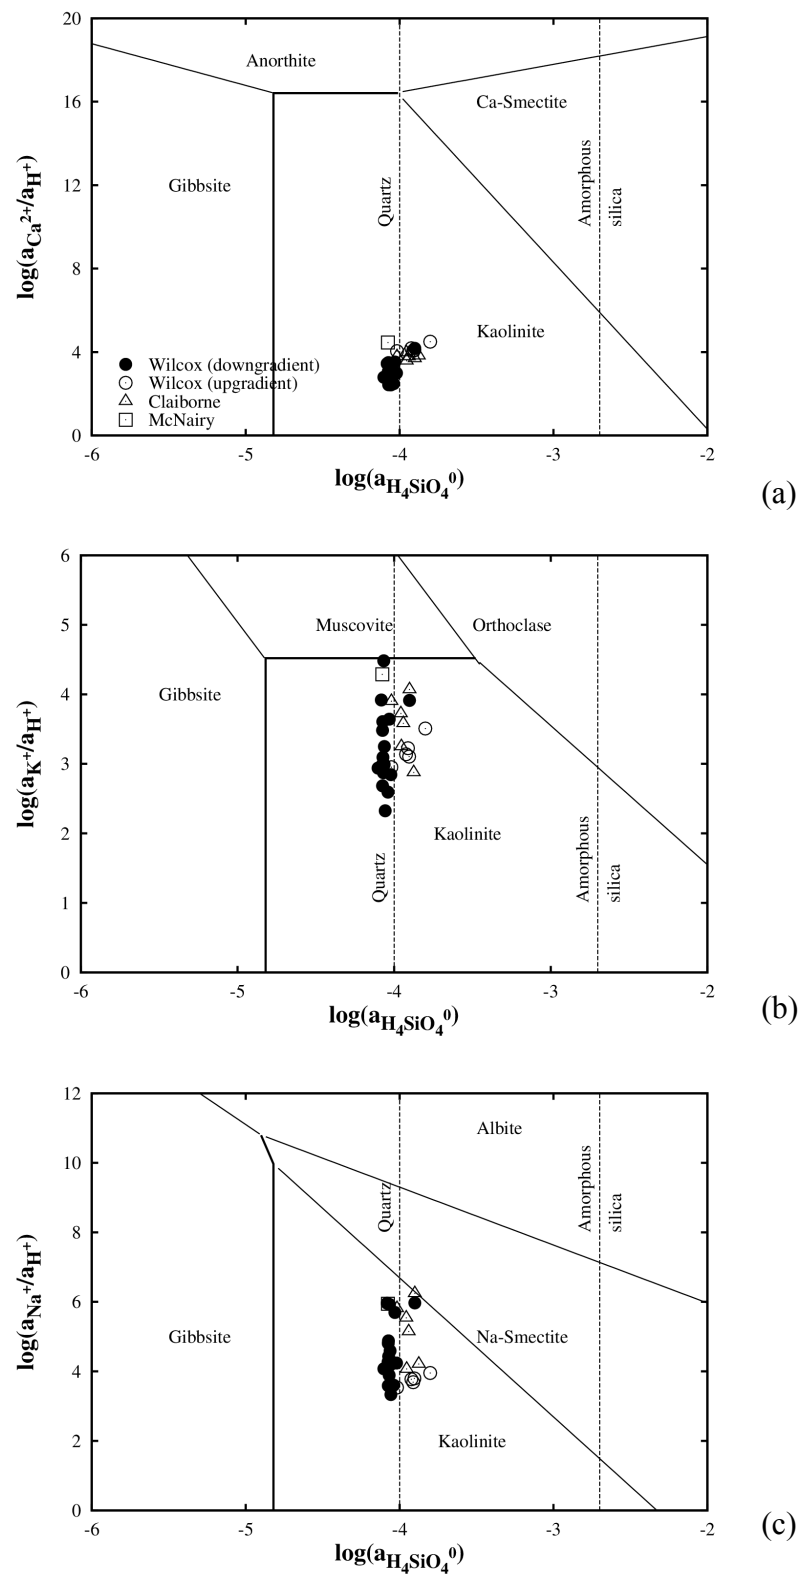 20
16
12
8
4
0
log(aCa²⁺/aH⁺)
Anorthite
Ca-Smectite
Gibbsite
Quartz
Amorphous
silica
Kaolinite
Wilcox (downgradient)
Wilcox (upgradient)
Claiborne
McNairy
-6 -5 -4 -3 -2
log(aH₄SiO₄⁰)
(a)
6
5
4
3
2
1
0
log(aK⁺/aH⁺)
Muscovite
Orthoclase
Gibbsite
Kaolinite
Quartz
Amorphous
silica
-6 -5 -4 -3 -2
log(aH₄SiO₄⁰)
(b)
12
10
8
6
4
2
0
log(aNa⁺/aH⁺)
Albite
Quartz
Amorphous
silica
Gibbsite
Na-Smectite
Kaolinite
-6 -5 -4 -3 -2
log(aH₄SiO₄⁰)
(c)